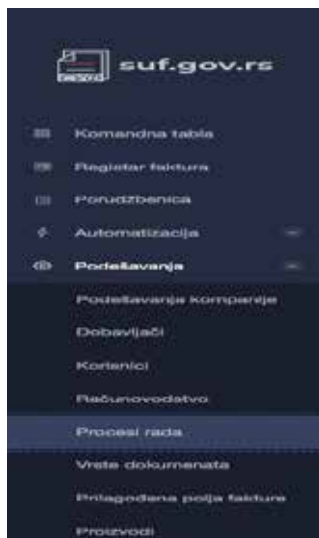 suf.gov.rs
Komandna tabla
Registar faktura
Porudžbenica
Automatizacija
Podešavanja
Podešavanja kompanije
Dobavljači
Korisnici
Računovodstvo
Procesi rada
Vrste dokumenata
Prilagođena polja fakture
Proizvodi